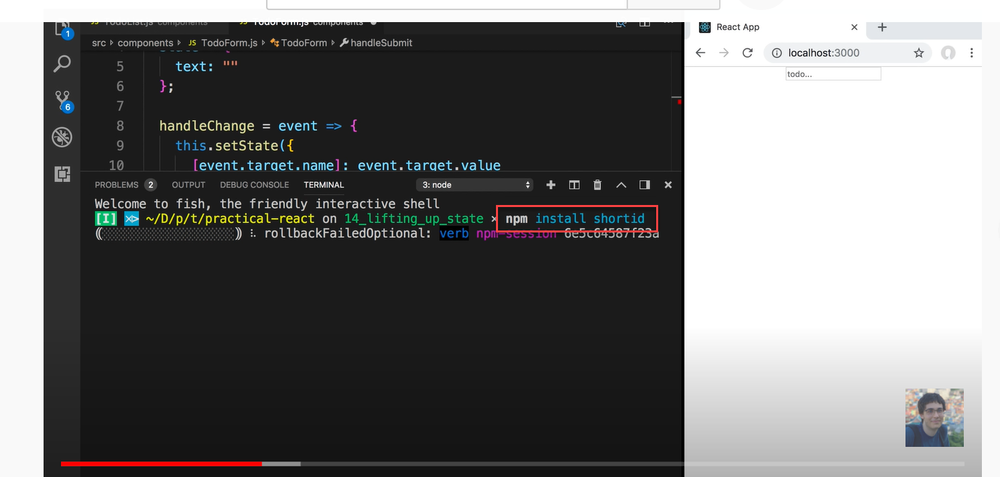 TodoList.js components
TodoForm.js components
src components JS TodoForm.js TodoForm handleSubmit
5 text: ""
6 };
7
8 handleChange = event => {
9 this.setState({
10 [event.target.name]: event.target.value
PROBLEMS 2 OUTPUT DEBUG CONSOLE TERMINAL 3: node
Welcome to fish, the friendly interactive shell
[I] ~/D/p/t/practical-react on 14_lifting_up_state × npm install shortid
rollbackFailedOptional: verb npm-session 6e5c64587f23a
1
6
React App
localhost:3000
todo...